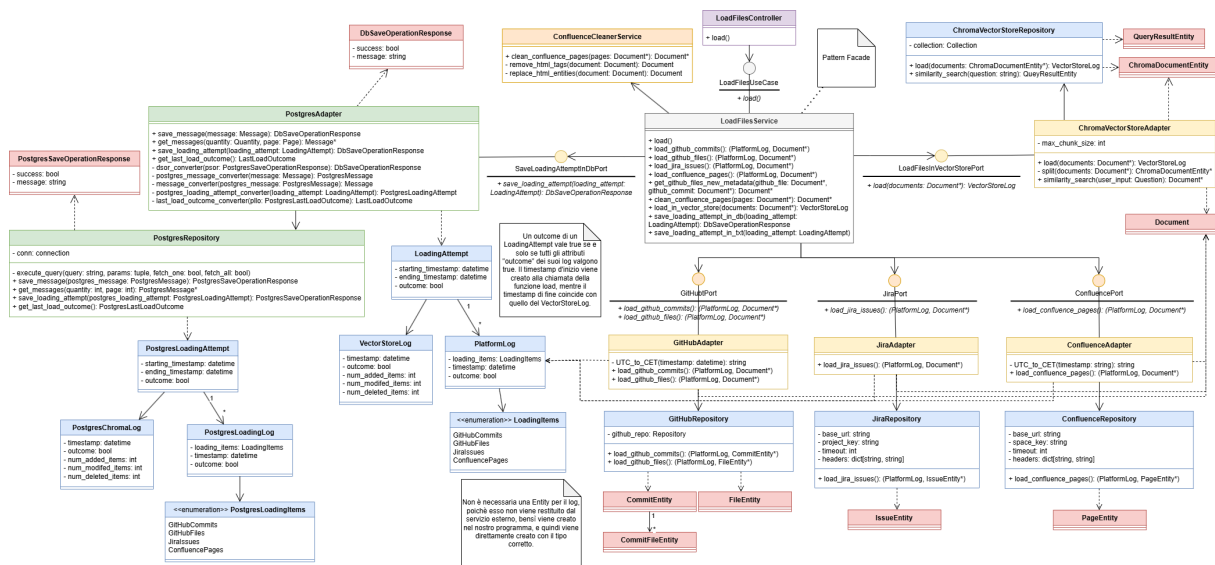 DbSaveOperationResponse
- success: bool
- message: string
ConfluenceCleanerService
+ clean_confluence_pages(pages: Document*): Document*
- remove_html_tags(document: Document): Document
- replace_html_entities(document: Document): Document
LoadFilesController
+ load()
LoadFilesUseCase
+ load()
Pattern Facade
ChromaVectorStoreRepository
- collection: Collection
+ load(documents: ChromaDocumentEntity*): VectorStoreLog
+ similarity_search(question: string): QueyResultEntity
QueryResultEntity
ChromaDocumentEntity
PostgresAdapter
+ save_message(message: Message): DbSaveOperationResponse
+ get_messages(quantity: Quantity, page: Page): Message*
+ save_loading_attempt(loading_attempt: LoadingAttempt): DbSaveOperationResponse
+ get_last_load_outcome(): LastLoadOutcome
- dsor_converter(psor: PostgresSaveOperationResponse): DbSaveOperationResponse
- postgres_message_converter(message: Message): PostgresMessage
- message_converter(postgres_message: PostgresMessage): Message
- postgres_loading_attempt_converter(loading_attempt: LoadingAttempt): PostgresLoadingAttempt
- last_load_outcome_converter(pllo: PostgresLastLoadOutcome): LastLoadOutcome
PostgresSaveOperationResponse
- success: bool
- message: string
SaveLoadingAttemptInDbPort
+ save_loading_attempt(loading_attempt:
LoadingAttempt): DbSaveOperationResponse
LoadFilesService
+ load()
+ load_github_commits(): (PlatformLog, Document*)
+ load_github_files(): (PlatformLog, Document*)
+ load_jira_issues(): (PlatformLog, Document*)
+ load_confluence_pages(): (PlatformLog, Document*)
+ get_github_files_new_metadata(github_file: Document*,
github_commit: Document*): Document*
+ clean_confluence_pages(pages: Document*): Document*
+ load_in_vector_store(documents: Document*): VectorStoreLog
+ save_loading_attempt_in_db(loading_attempt:
LoadingAttempt): DbSaveOperationResponse
+ save_loading_attempt_in_txt(loading_attempt: LoadingAttempt)
LoadFilesInVectorStorePort
+ load(documents: Document*): VectorStoreLog
ChromaVectorStoreAdapter
- max_chunk_size: int
+ load(documents: Document*): VectorStoreLog
+ split(documents: Document*): ChromaDocumentEntity*
+ similarity_search(user_input: Question): Document*
Document
PostgresRepository
- conn: connection
- execute_query(query: string, params: tuple, fetch_one: bool, fetch_all: bool)
+ save_message(postgres_message: PostgresMessage): PostgresSaveOperationResponse
+ get_messages(quantity: int, page: int): PostgresMessage*
+ save_loading_attempt(postgres_loading_attempt: PostgresLoadingAttempt): PostgresSaveOperationResponse
+ get_last_load_outcome(): PostgresLastLoadOutcome
LoadingAttempt
- starting_timestamp: datetime
- ending_timestamp: datetime
- outcome: bool
Un outcome di un
LoadingAttempt vale true se e
solo se tutti gli attributi
"outcome" dei suoi log valgono
true. Il timestamp d'inizio viene
creato alla chiamata della
funzione load, mentre il
timestamp di fine coincide con
quello del VectorStoreLog.
GitHubtPort
+ load_github_commits(): (PlatformLog, Document*)
+ load_github_files(): (PlatformLog, Document*)
JiraPort
+ load_jira_issues(): (PlatformLog, Document*)
ConfluencePort
+ load_confluence_pages(): (PlatformLog, Document*)
1
*
PostgresLoadingAttempt
- starting_timestamp: datetime
- ending_timestamp: datetime
- outcome: bool
VectorStoreLog
- timestamp: datetime
- outcome: bool
- num_added_items: int
- num_modifed_items: int
- num_deleted_items: int
PlatformLog
- loading_items: LoadingItems
- timestamp: datetime
- outcome: bool
GitHubAdapter
- UTC_to_CET(timestamp: datetime): string
+ load_github_commits(): (PlatformLog, Document*)
+ load_github_files(): (PlatformLog, Document*)
JiraAdapter
+ load_jira_issues(): (PlatformLog, Document*)
ConfluenceAdapter
- UTC_to_CET(timestamp: string): string
+ load_confluence_pages(): (PlatformLog, Document*)
1
*
PostgresChromaLog
- timestamp: datetime
- outcome: bool
- num_added_items: int
- num_modifed_items: int
- num_deleted_items: int
PostgresLoadingLog
- loading_items: LoadingItems
- timestamp: datetime
- outcome: bool
<<enumeration>> LoadingItems
GitHubCommits
GitHubFiles
JiraIssues
ConfluencePages
GitHubRepository
- github_repo: Repository
+ load_github_commits(): (PlatformLog, CommitEntity*)
+ load_github_files(): (PlatformLog, FileEntity*)
JiraRepository
- base_url: string
- project_key: string
- timeout: int
- headers: dict[string, string]
+ load_jira_issues(): (PlatformLog, IssueEntity*)
ConfluenceRepository
- base_url: string
- space_key: string
- timeout: int
- headers: dict[string, string]
+ load_confluence_pages(): (PlatformLog, PageEntity*)
<<enumeration>> PostgresLoadingItems
GitHubCommits
GitHubFiles
JiraIssues
ConfluencePages
Non è necessaria una Entity per il log,
poichè esso non viene restituito dal
servizio esterno, bensì viene creato
nel nostro programma, e quindi viene
direttamente creato con il tipo
corretto.
CommitEntity
FileEntity
1
*
CommitFileEntity
IssueEntity
PageEntity